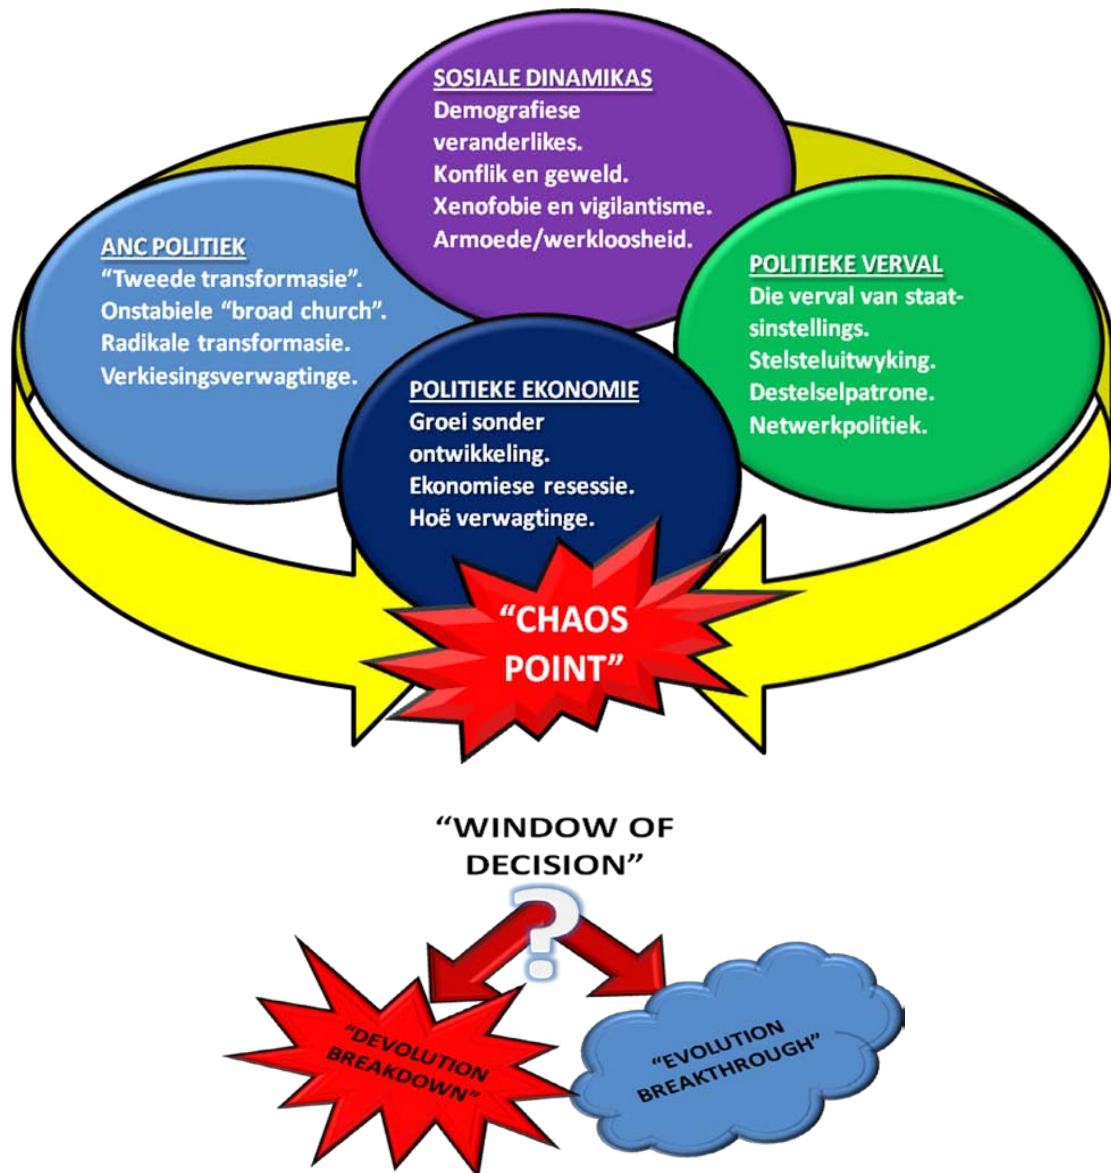 SOSIALE DINAMIKAS
Demografiese
veranderlikes.
Konflik en geweld.
Xenofobie en vigilantisme.
Armoede/werkloosheid.
ANC POLITIEK
“Tweede transformasie”.
Onstabiele “broad church”.
Radikale transformasie.
Verkiesingsverwagtinge.
POLITIEKE VERVAL
Die verval van staat-
sinstellings.
Stelsteluitwyking.
Destelselpatrone.
Netwerkpolitiek.
POLITIEKE EKONOMIE
Groei sonder
ontwikkeling.
Ekonomiese resessie.
Hoë verwagtinge.
“CHAOS
POINT”
“WINDOW OF
DECISION”
?
“DEVOLUTION
BREAKDOWN”
“EVOLUTION
BREAKTHROUGH”